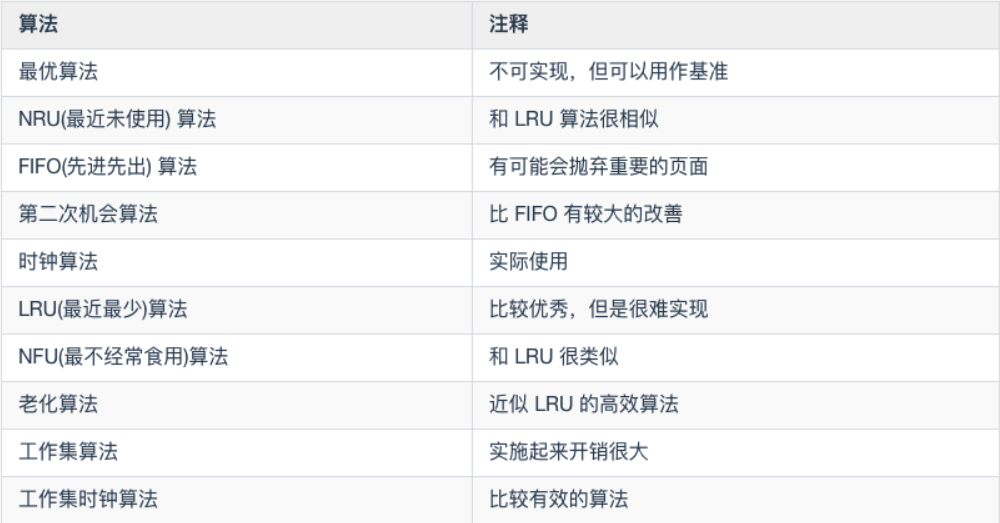 算法 注释
最优算法 不可实现，但可以用作基准
NRU(最近未使用) 算法 和 LRU 算法很相似
FIFO(先进先出) 算法 有可能会抛弃重要的页面
第二次机会算法 比 FIFO 有较大的改善
时钟算法 实际使用
LRU(最近最少)算法 比较优秀，但是很难实现
NFU(最不经常食用)算法 和 LRU 很类似
老化算法 近似 LRU 的高效算法
工作集算法 实施起来开销很大
工作集时钟算法 比较有效的算法